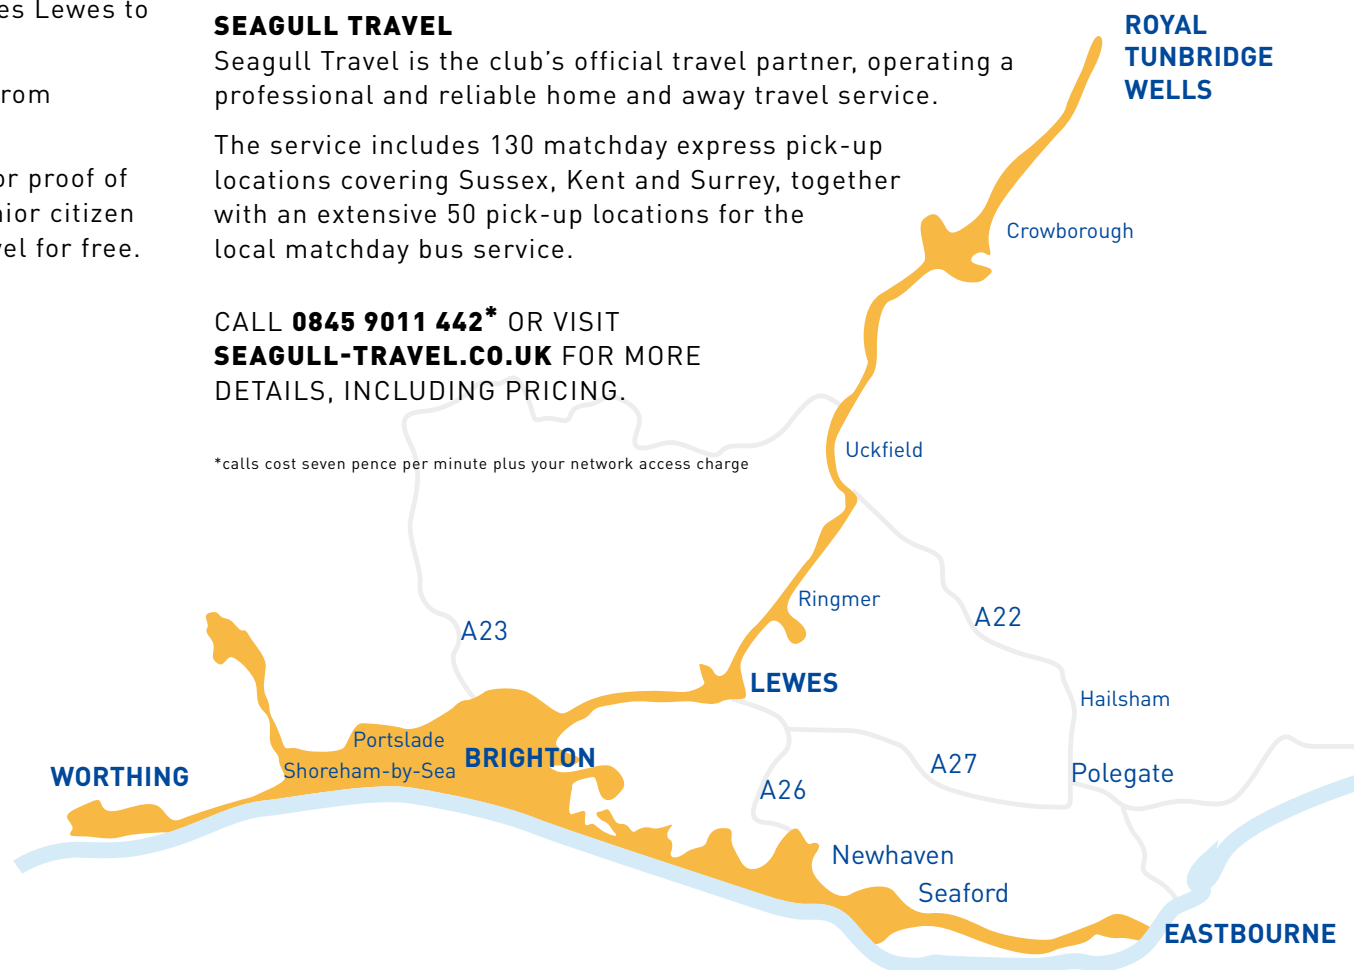 es Lewes to
rom
or proof of
nior citizen
vel for free.
SEAGULL TRAVEL
Seagull Travel is the club's official travel partner, operating a
professional and reliable home and away travel service.
The service includes 130 matchday express pick-up
locations covering Sussex, Kent and Surrey, together
with an extensive 50 pick-up locations for the
local matchday bus service.
CALL 0845 9011 442* OR VISIT
SEAGULL-TRAVEL.CO.UK FOR MORE
DETAILS, INCLUDING PRICING.
*calls cost seven pence per minute plus your network access charge
ROYAL
TUNBRIDGE
WELLS
Crowborough
Uckfield
Ringmer
A22
A23
LEWES
Hailsham
Portslade
BRIGHTON
Shoreham-by-Sea
WORTHING
A27
Polegate
A26
Newhaven
Seaford
EASTBOURNE